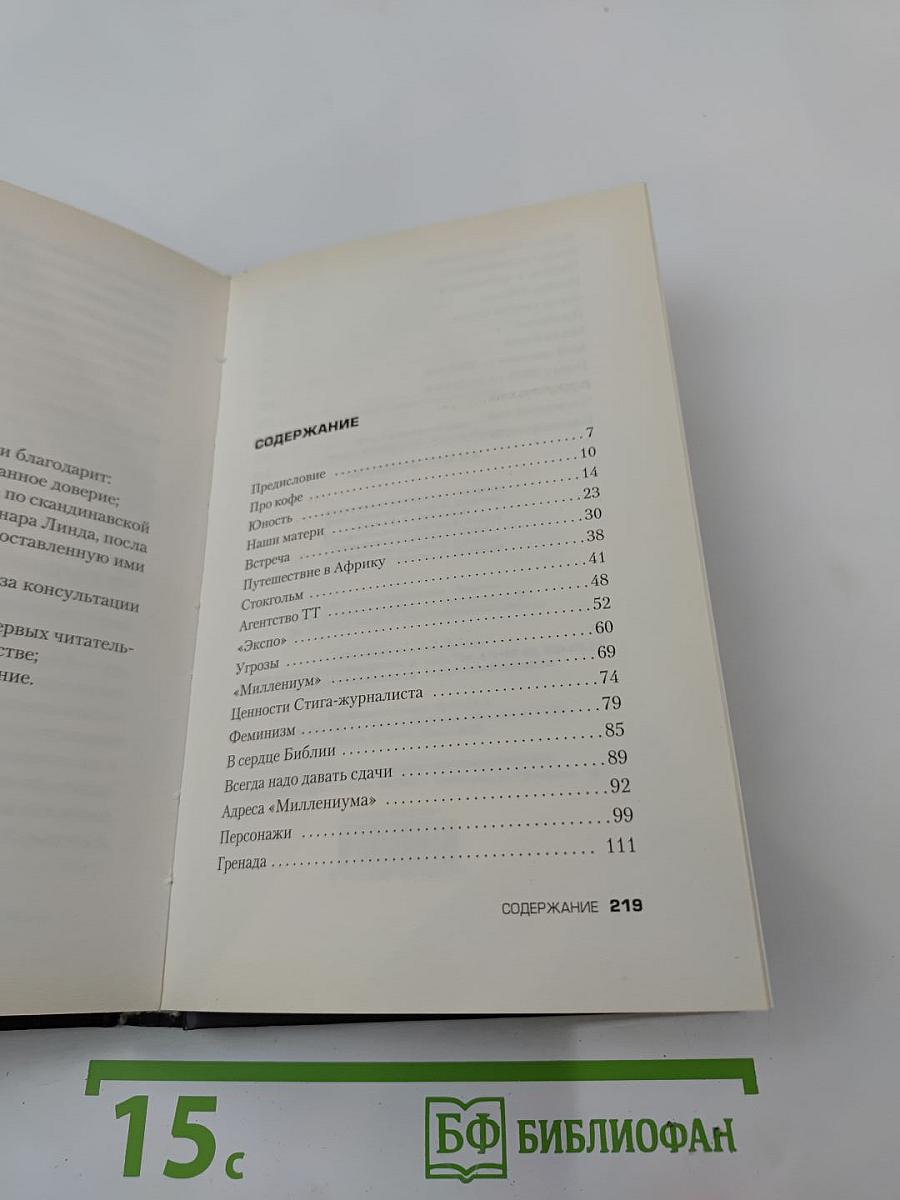 и благодарит:
анное доверие;
по скандинавской
нара Линда, посла
оставленную ими
за консультации
ервых читатель-
стве;
ние.
СОДЕРЖАНИЕ
Предисловие ........ 7
Про кофе ........ 10
Юность ........ 14
Наши матери ........ 23
Встреча ........ 30
Путешествие в Африку ........ 38
Стокгольм ........ 41
Агентство ТТ ........ 48
«Экспо» ........ 52
Угрозы ........ 60
«Миллениум» ........ 69
Ценности Стига-журналиста ........ 74
Феминизм ........ 79
В сердце Библии ........ 85
Всегда надо давать сдачи ........ 89
Адреса «Миллениума» ........ 92
Персонажи ........ 99
Гренада ........ 111
СОДЕРЖАНИЕ 219
15 с
БФ БИБЛИОФАН